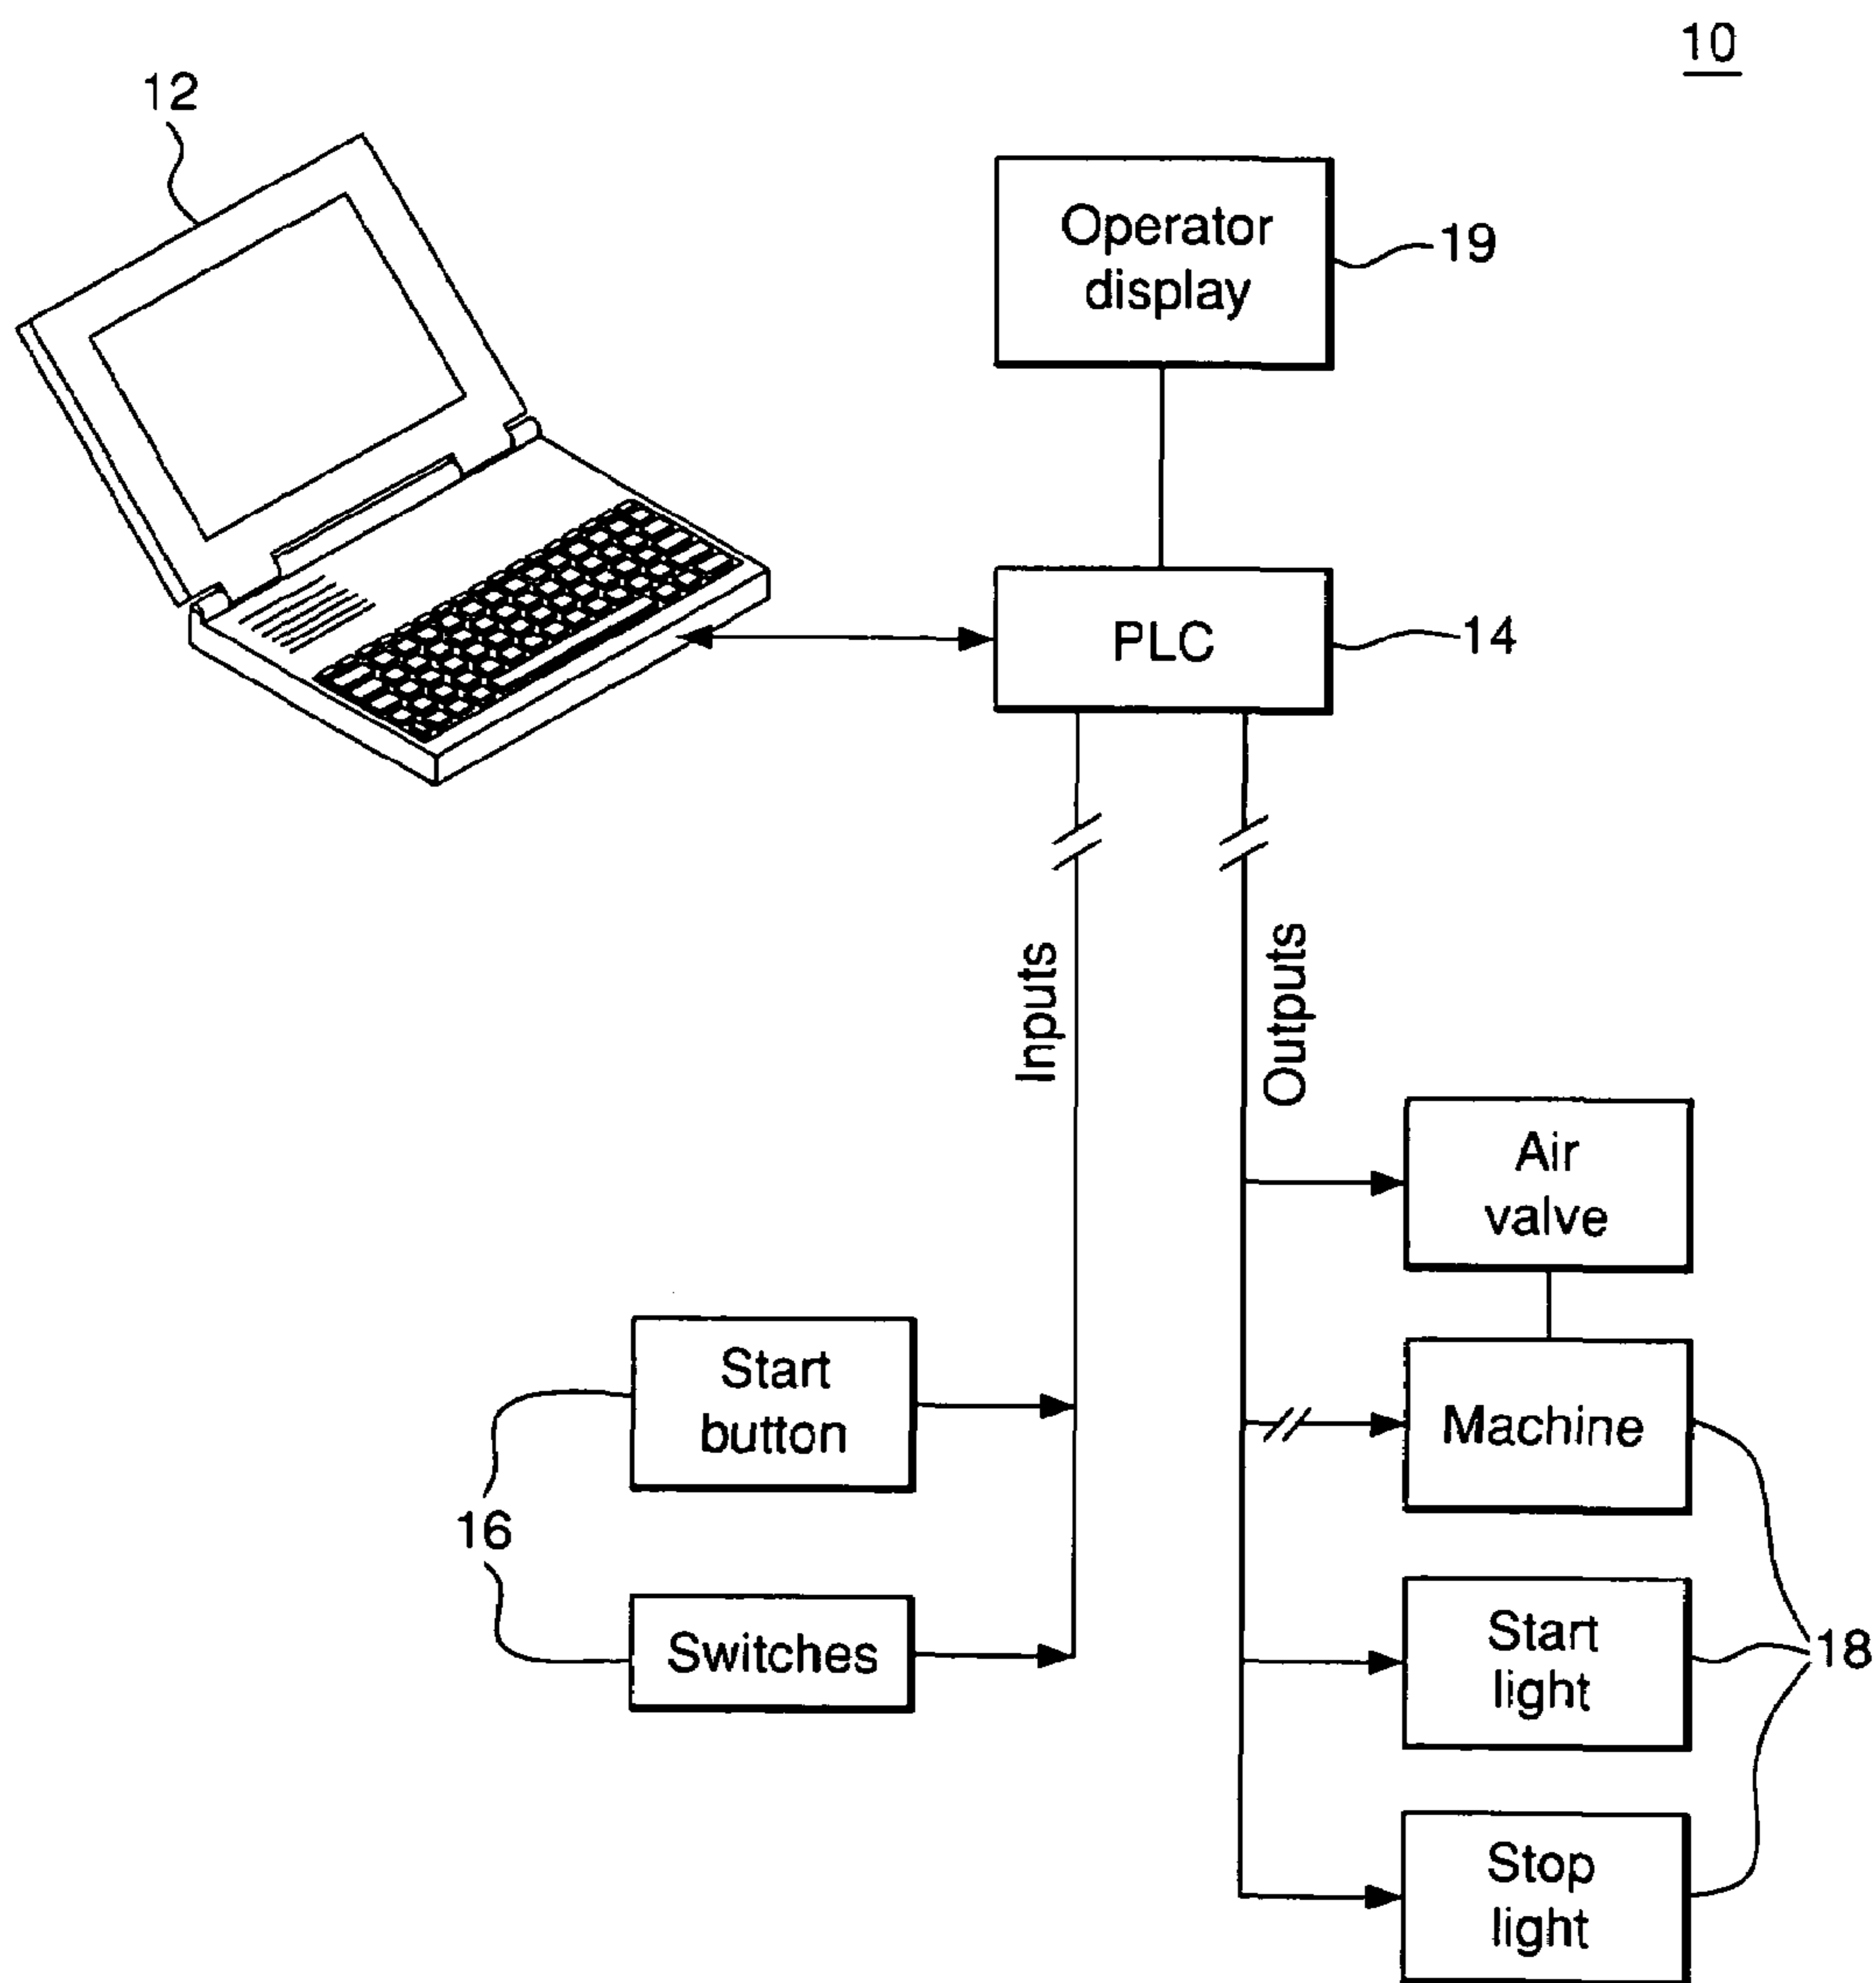 10
12
Operator
display
19
PLC
14
Inputs
Outputs
Air
valve
Start
button
Machine
16
Switches
Start
light
18
Stop
light